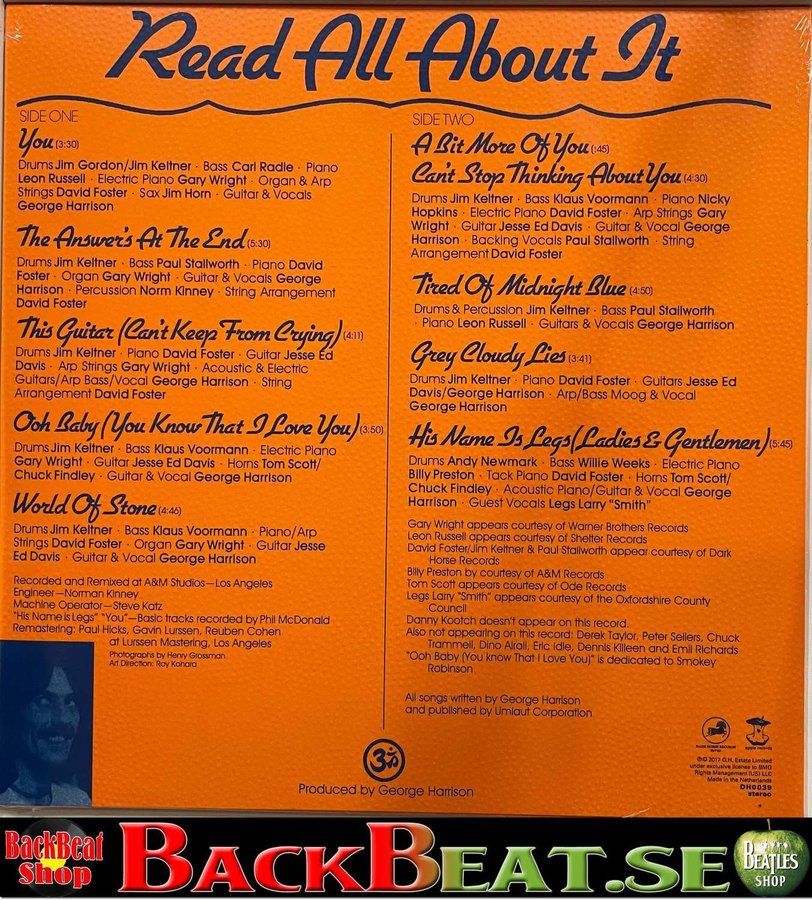 Read All About It
SIDE ONE
You (3:30)
Drums Jim Gordon/Jim Keltner · Bass Carl Radle · Piano
Leon Russell · Electric Piano Gary Wright · Organ & Arp
Strings David Foster · Sax Jim Horn · Guitar & Vocals
George Harrison
The Answer's At The End (5:30)
Drums Jim Keltner · Bass Paul Stallworth · Piano David
Foster · Organ Gary Wright · Guitar & Vocals George
Harrison · Percussion Norm Kinney · String Arrangement
David Foster
This Guitar (Can't Keep From Crying) (4:11)
Drums Jim Keltner · Piano David Foster · Guitar Jesse Ed
Davis · Arp Strings Gary Wright · Acoustic & Electric
Guitars/Arp Bass/Vocal George Harrison · String
Arrangement David Foster
Ooh Baby (You Know That I Love You) (3:50)
Drums Jim Keltner · Bass Klaus Voormann · Electric Piano
Gary Wright · Guitar Jesse Ed Davis · Horns Tom Scott/
Chuck Findley · Guitar & Vocal George Harrison
World Of Stone (4:46)
Drums Jim Keltner · Bass Klaus Voormann · Piano/Arp
Strings David Foster · Organ Gary Wright · Guitar Jesse
Ed Davis · Guitar & Vocal George Harrison
Recorded and Remixed at A&M Studios—Los Angeles
Engineer—Norman Kinney
Machine Operator—Steve Katz
"His Name is Legs" "You"—Basic tracks recorded by Phil McDonald
Remastering: Paul Hicks, Gavin Lurssen, Reuben Cohen
at Lurssen Mastering, Los Angeles
Photographs by Henry Grossman
Art Direction: Roy Kohara
SIDE TWO
A Bit More Of You (:45)
Can't Stop Thinking About You (4:30)
Drums Jim Keltner · Bass Klaus Voormann · Piano Nicky
Hopkins · Electric Piano David Foster · Arp Strings Gary
Wright · Guitar Jesse Ed Davis · Guitar & Vocal George
Harrison · Backing Vocals Paul Stallworth · String
Arrangement David Foster
Tired Of Midnight Blue (4:50)
Drums & Percussion Jim Keltner · Bass Paul Stallworth
· Piano Leon Russell · Guitars & Vocals George Harrison
Grey Cloudy Lies (3:41)
Drums Jim Keltner · Piano David Foster · Guitars Jesse Ed
Davis/George Harrison · Arp/Bass Moog & Vocal
George Harrison
His Name Is Legs (Ladies & Gentlemen) (5:45)
Drums Andy Newmark · Bass Willie Weeks · Electric Piano
Billy Preston · Tack Piano David Foster · Horns Tom Scott/
Chuck Findley · Acoustic Piano/Guitar & Vocal George
Harrison · Guest Vocals Legs Larry "Smith"
Gary Wright appears courtesy of Warner Brothers Records
Leon Russell appears courtesy of Shelter Records
David Foster/Jim Keltner & Paul Stallworth appear courtesy of Dark
Horse Records
Billy Preston by courtesy of A&M Records
Tom Scott appears courtesy of Ode Records
Legs Larry "Smith" appears courtesy of the Oxfordshire County
Council
Danny Kootch doesn't appear on this record.
Also not appearing on this record: Derek Taylor, Peter Sellers, Chuck
Trammell, Dino Airali, Eric Idle, Dennis Killeen and Emil Richards
"Ooh Baby (You know That I Love You)" is dedicated to Smokey
Robinson.
All songs written by George Harrison
and published by Umlaut Corporation
ॐ
Produced by George Harrison
DARK HORSE RECORDS
apple records
℗© 2017 G.H. Estate Limited
under exclusive license to BMG
Rights Management (US) LLC
Made in the Netherlands
DH0039
stereo
BackBeat
Shop
BACKBEAT.SE
BEATLES
SHOP